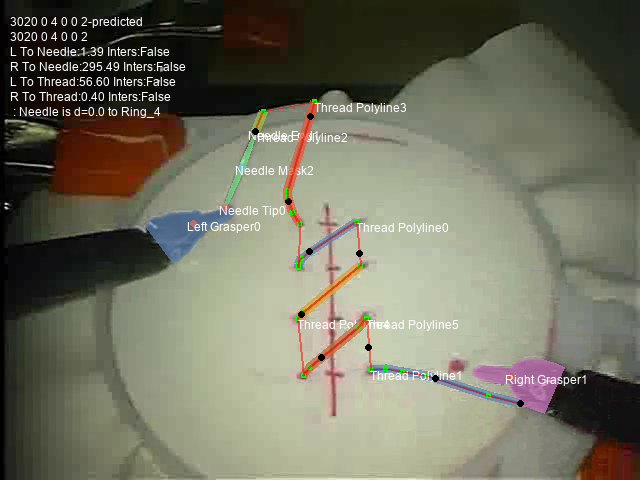 3020 0 4 0 0 2-predicted
3020 0 4 0 0 2
L To Needle:1.39 Inters:False
R To Needle:295.49 Inters:False
L To Thread:56.60 Inters:False
R To Thread:0.40 Inters:False
: Needle is d=0.0 to Ring_4
Thread Polyline3
Thread Polyline2
Needle Mask2
Needle Tip0
Left Grasper0
Thread Polyline0
Thread Polyline5
Thread Polyline1
Right Grasper1